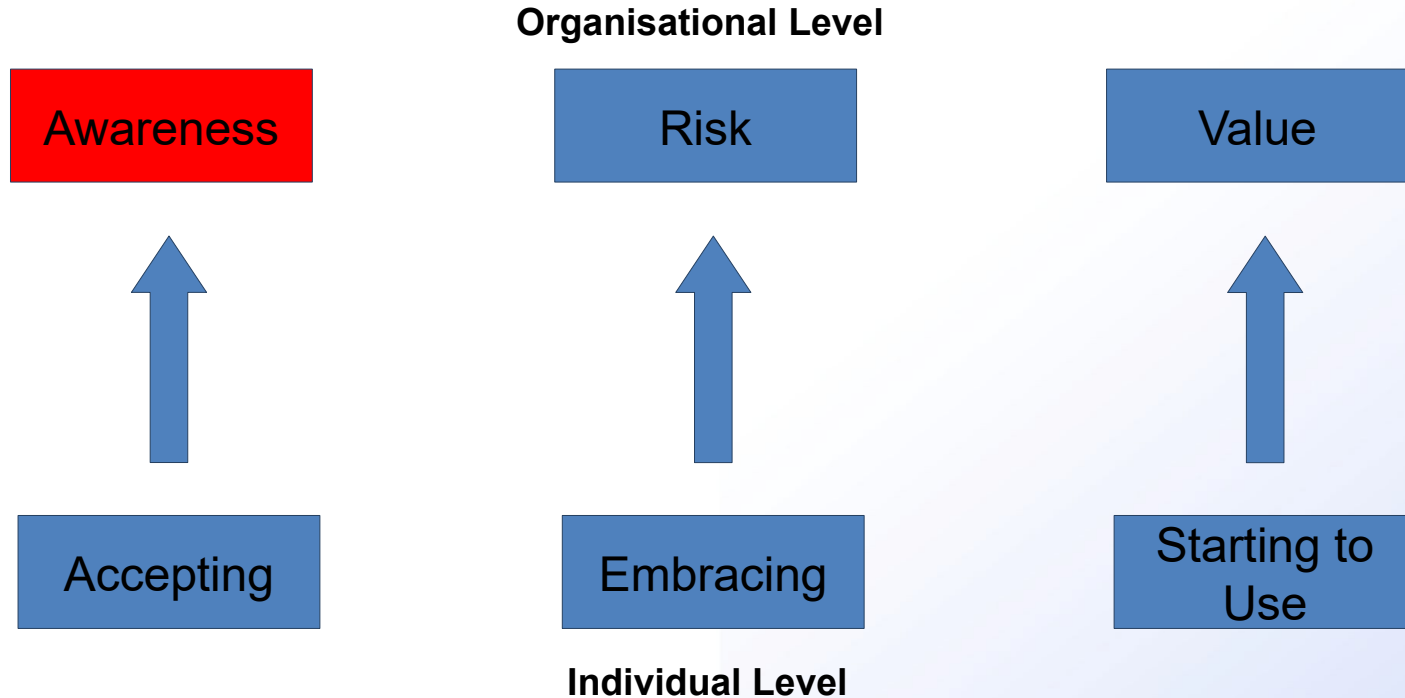 Organisational Level
Awareness
Risk
Value
Accepting
Embracing
Starting to
Use
Individual Level